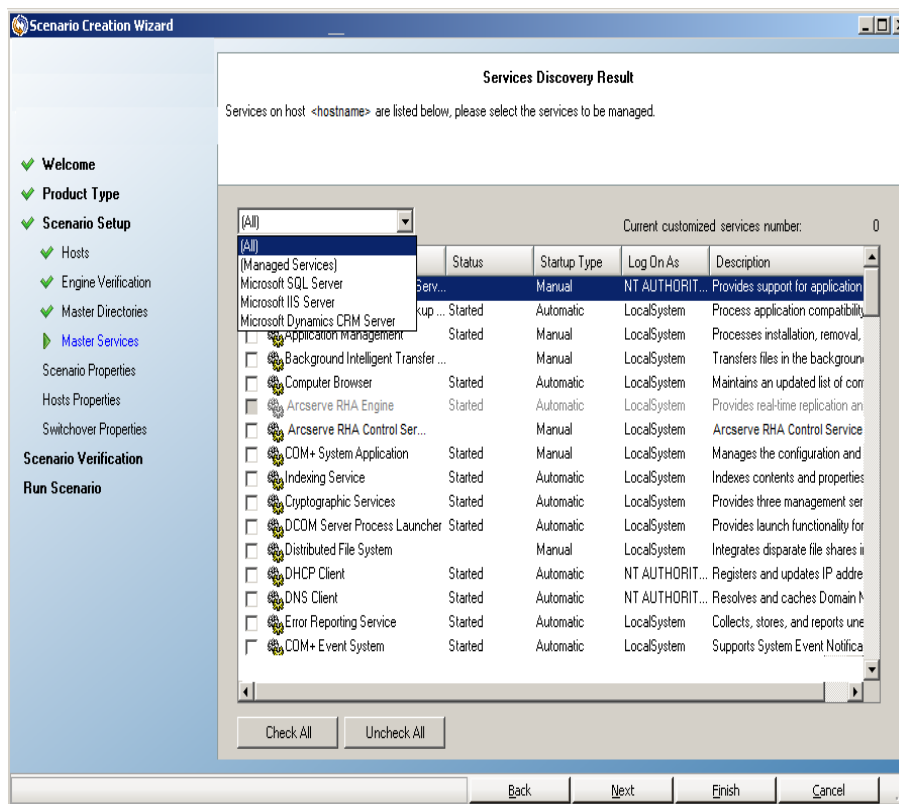 Scenario Creation Wizard
Services Discovery Result
Services on host <hostname> are listed below, please select the services to be managed.
Welcome
Product Type
Scenario Setup
Hosts
Engine Verification
Master Directories
Master Services
Scenario Properties
Hosts Properties
Switchover Properties
Scenario Verification
Run Scenario
(All)
Current customized services number: 0
(All)
(Managed Services)
Microsoft SQL Server
Microsoft IIS Server
Microsoft Dynamics CRM Server
Status Startup Type Log On As Description
Serv... Manual NT AUTHORIT... Provides support for application
kup ... Started Automatic LocalSystem Process application compatibility
Application Management Started Manual LocalSystem Processes installation, removal,
Background Intelligent Transfer ... Manual LocalSystem Transfers files in the backgroun
Computer Browser Started Automatic LocalSystem Maintains an updated list of com
Arcserve RHA Engine Started Automatic LocalSystem Provides real-time replication an
Arcserve RHA Control Ser... Manual LocalSystem Arcserve RHA Control Service
COM+ System Application Started Manual LocalSystem Manages the configuration and
Indexing Service Started Automatic LocalSystem Indexes contents and properties
Cryptographic Services Started Automatic LocalSystem Provides three management ser
DCOM Server Process Launcher Started Automatic LocalSystem Provides launch functionality for
Distributed File System Manual LocalSystem Integrates disparate file shares i
DHCP Client Started Automatic NT AUTHORIT... Registers and updates IP addre
DNS Client Started Automatic NT AUTHORIT... Resolves and caches Domain N
Error Reporting Service Started Automatic LocalSystem Collects, stores, and reports une
COM+ Event System Started Automatic LocalSystem Supports System Event Notifica
Check All Uncheck All
Back Next Finish Cancel